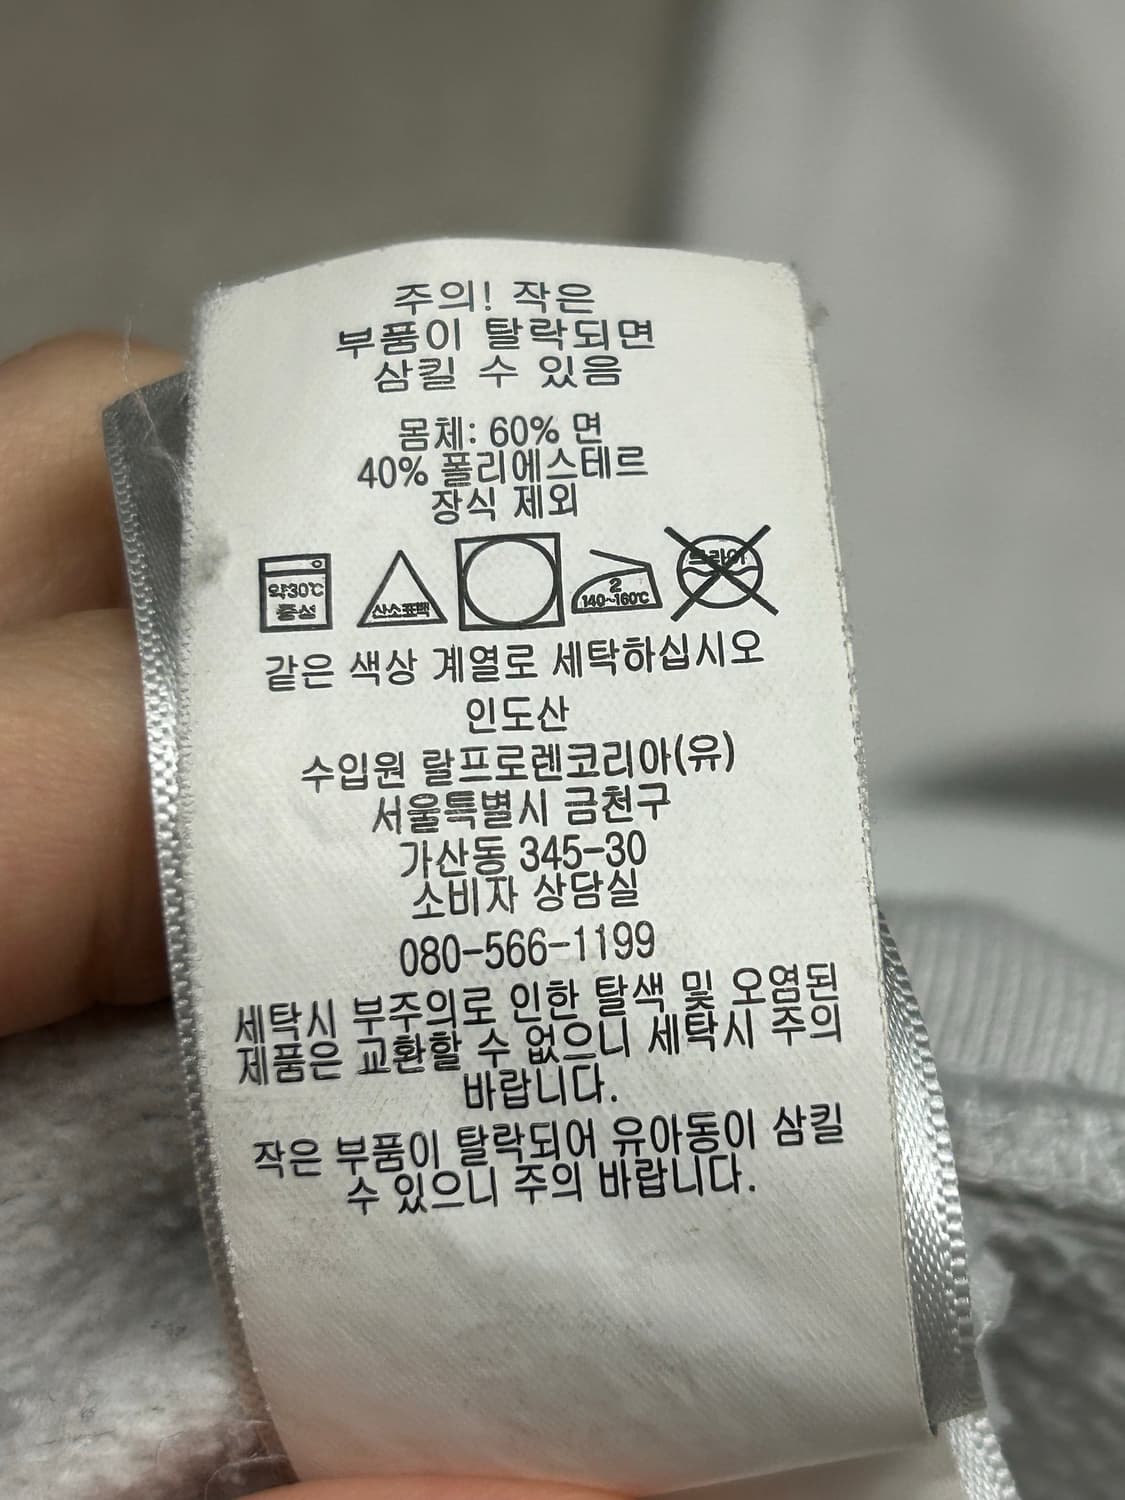 주의! 작은
부품이 탈락되면
삼킬 수 있음
몸체: 60% 면
40% 폴리에스테르
장식 제외
약30℃
중성
산소표백
2
140~160℃
드라이
같은 색상 계열로 세탁하십시오
인도산
수입원 랄프로렌코리아(유)
서울특별시 금천구
가산동 345-30
소비자 상담실
080-566-1199
세탁시 부주의로 인한 탈색 및 오염된
제품은 교환할 수 없으니 세탁시 주의
바랍니다.
작은 부품이 탈락되어 유아동이 삼킬
수 있으니 주의 바랍니다.